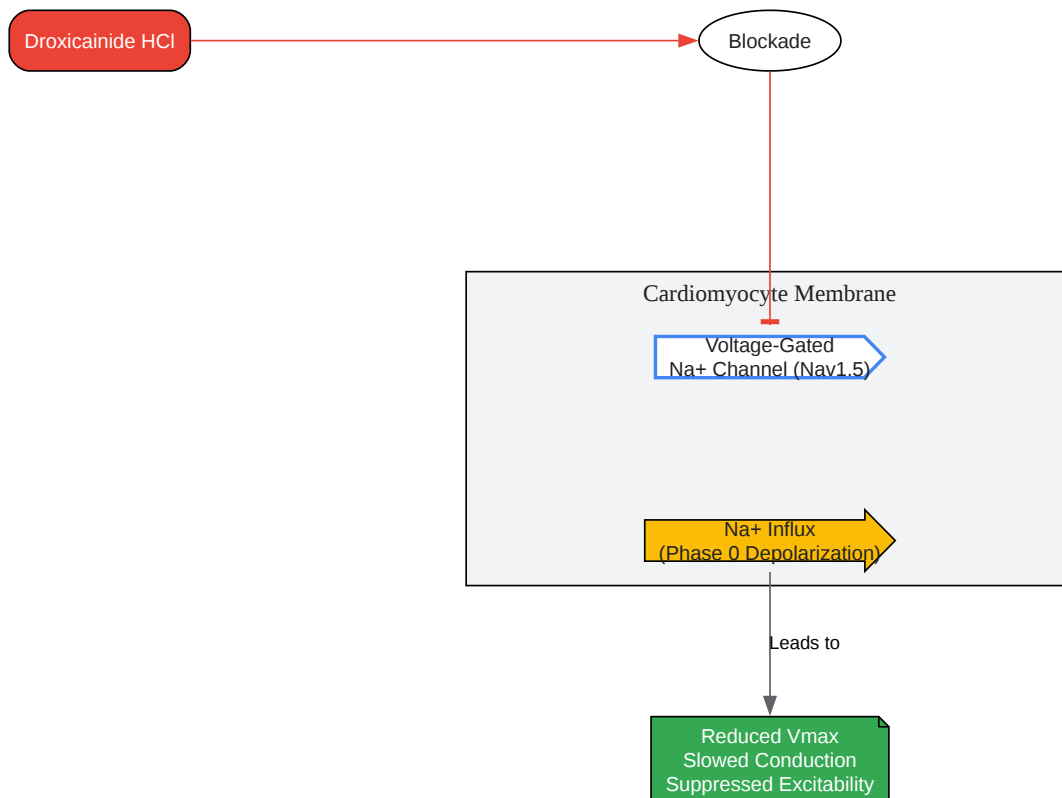 Droxicainide HCl
Blockade
Cardiomyocyte Membrane
Voltage-Gated
Na+ Channel (Nav1.5)
Na+ Influx
(Phase 0 Depolarization)
Leads to
Reduced Vmax
Slowed Conduction
Suppressed Excitability